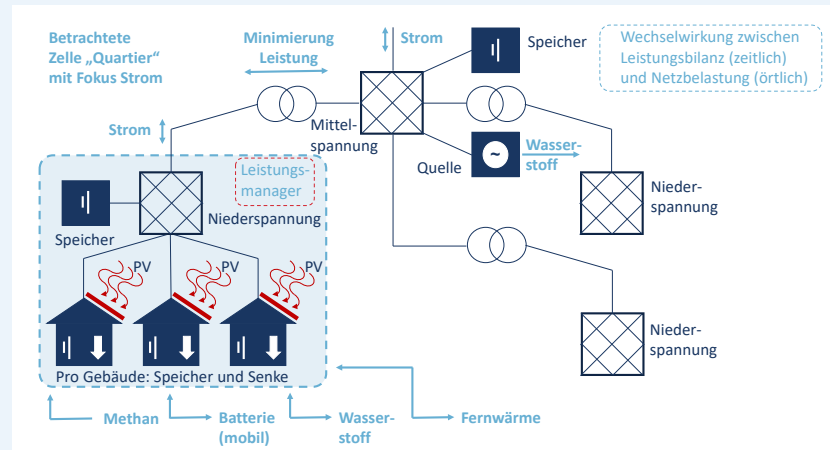 Betrachtete
Zelle „Quartier“
mit Fokus Strom
Minimierung
Leistung
Strom
Speicher
Wechselwirkung zwischen
Leistungsbilanz (zeitlich)
und Netzbelastung (örtlich)
Mittel-
spannung
Strom
Quelle
~
Wasser-
stoff
Leistungs-
manager
Niederspannung
Speicher
Nieder-
spannung
PV
PV
PV
Nieder-
spannung
Pro Gebäude: Speicher und Senke
Methan
Batterie
(mobil)
Wasser-
stoff
Fernwärme